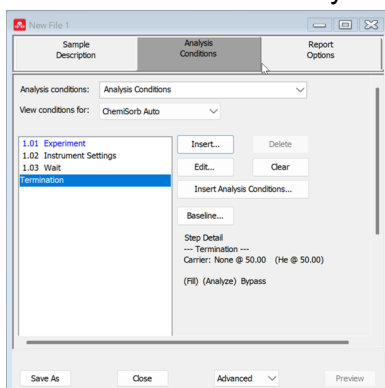 New File 1
Sample Description
Analysis Conditions
Report Options
Analysis conditions: Analysis Conditions
View conditions for: ChemiSorb Auto
1.01 Experiment
1.02 Instrument Settings
1.03 Wait
Termination
Insert... Delete
Edit... Clear
Insert Analysis Conditions...
Baseline...
Step Detail
--- Termination ---
Carrier: None @ 50.00 (He @ 50.00)
(Fill) (Analyze) Bypass
Save As Close Advanced Preview